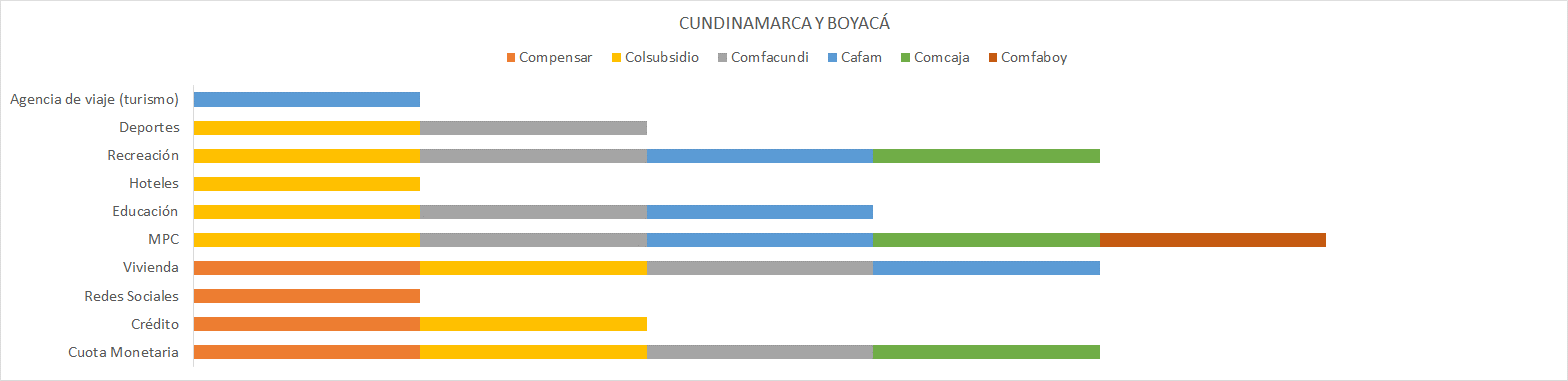 CUNDINAMARCA Y BOYACÁ
Compensar Colsubsidio Comfacundi Cafam Comcaja Comfaboy
Agencia de viaje (turismo)
Deportes
Recreación
Hoteles
Educación
MPC
Vivienda
Redes Sociales
Crédito
Cuota Monetaria